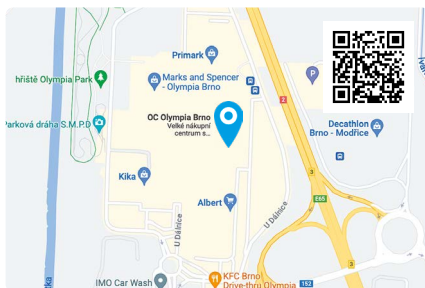 Primark
hřiště Olympia Park
Marks and Spencer
- Olympia Brno
P
OC Olympia Brno
Velké nákupní
centrum s...
2
Parková dráha S.M.P.D
Decathlon
Brno - Modřice
3
Kika
Albert
E65
U Dálnice
U Dálnice
3
IMO Car Wash
KFC Brno
Drive-thru Olympia
152